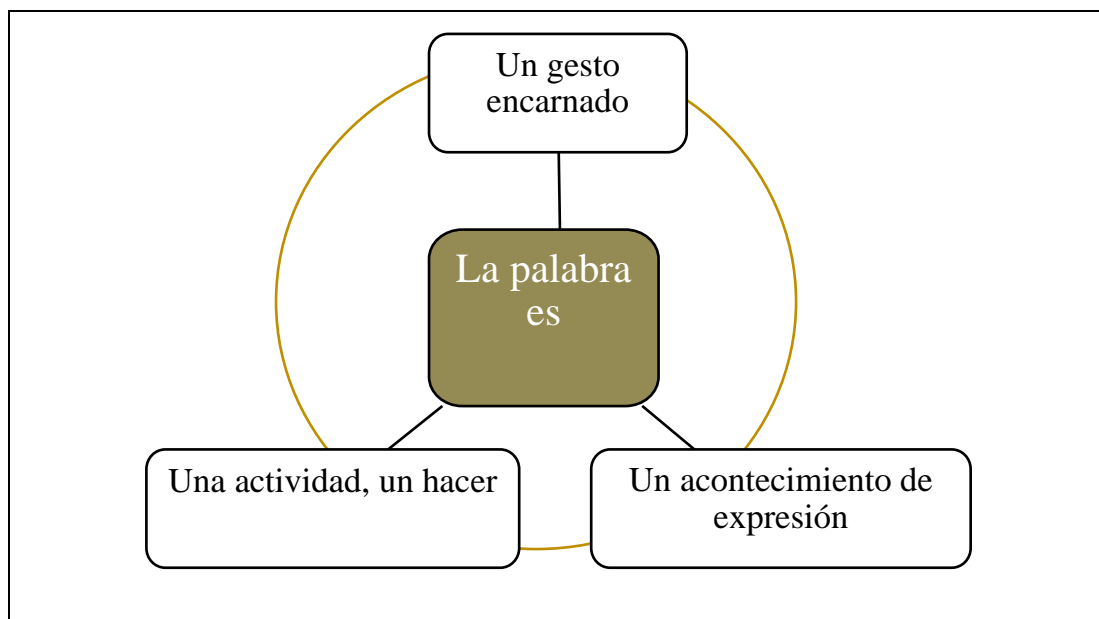 Un gesto
encarnado
La palabra
es
Una actividad, un hacer
Un acontecimiento de
expresión